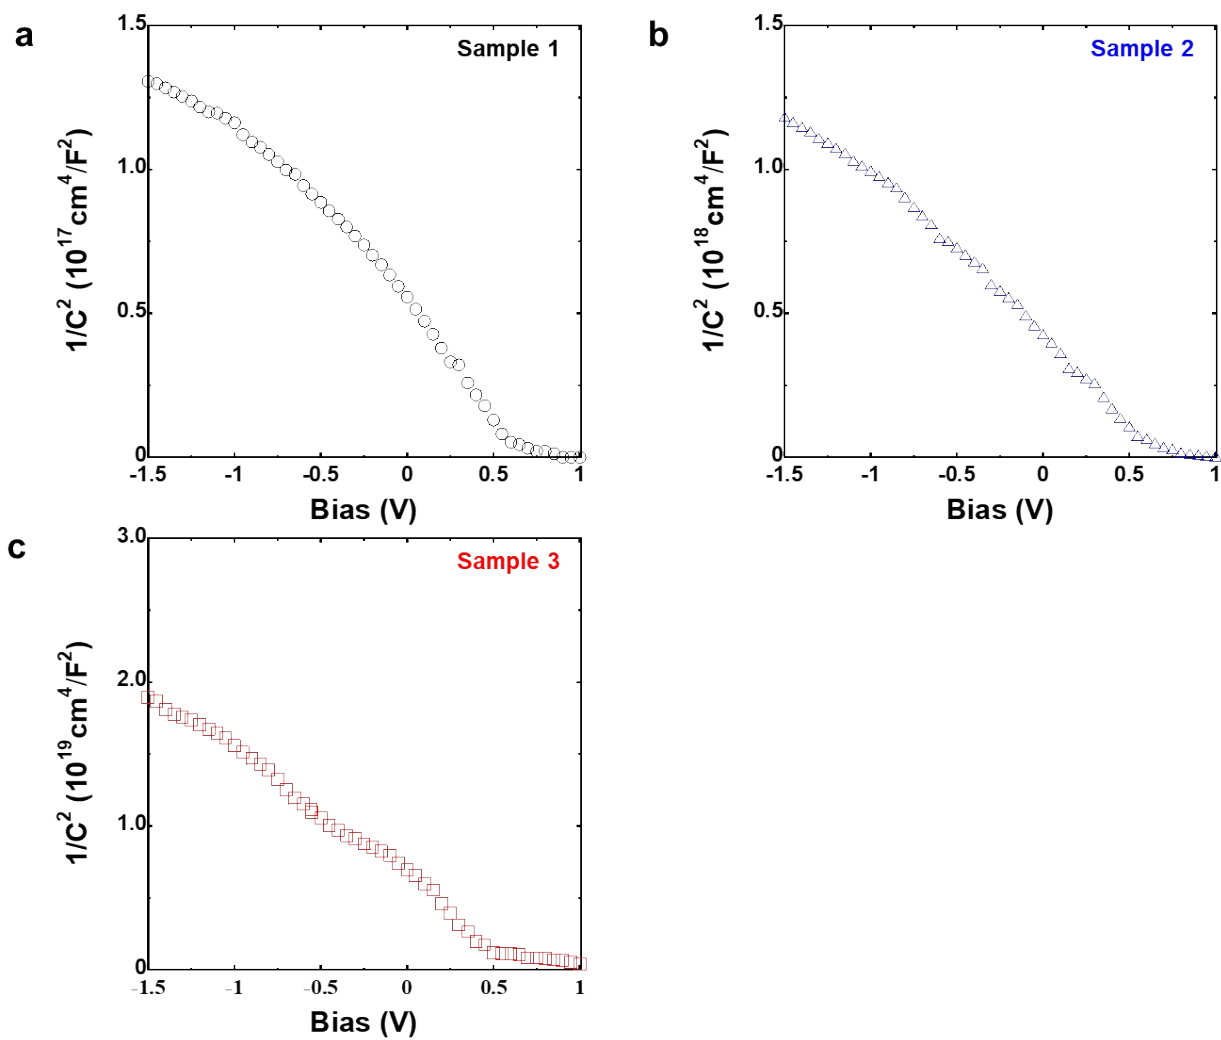 a
Sample 1
1.5
1.0
0.5
0
1/C² (10¹⁷cm⁴/F²)
-1.5 -1 -0.5 0 0.5 1
Bias (V)
b
Sample 2
1.5
1.0
0.5
0
1/C² (10¹⁸cm⁴/F²)
-1.5 -1 -0.5 0 0.5 1
Bias (V)
c
Sample 3
3.0
2.0
1.0
0
1/C² (10¹⁹cm⁴/F²)
-1.5 -1 -0.5 0 0.5 1
Bias (V)